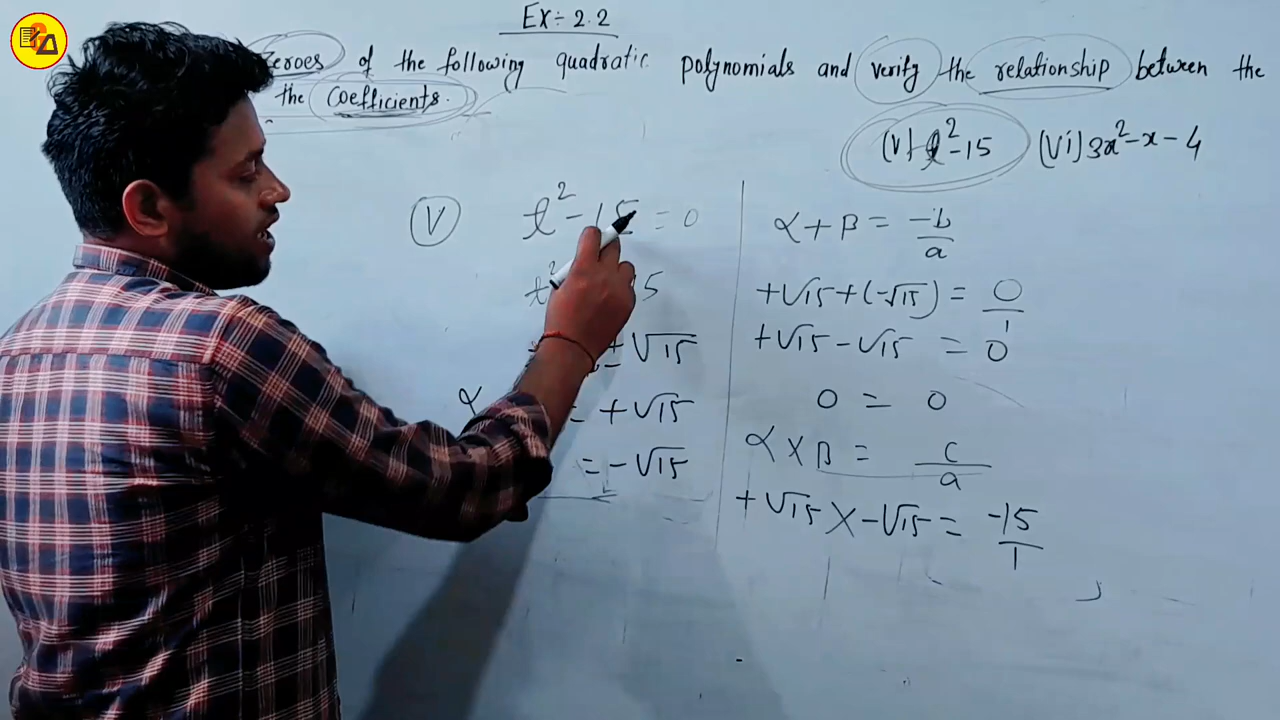 Ex÷ 2.2
Zeroes of the following quadratic polynomials and verify the relationship between the
the coefficients.
(V) t²-15 (Vi) 3x²-x-4
V
t²-15=0
t² 5
± √15
α = +√15
= -√15
α+β = -b/a
+√15+(-√15) = 0/1
+√15-√15 = 0
0 = 0
α×β = c/a
+√15 × -√15 = -15/1